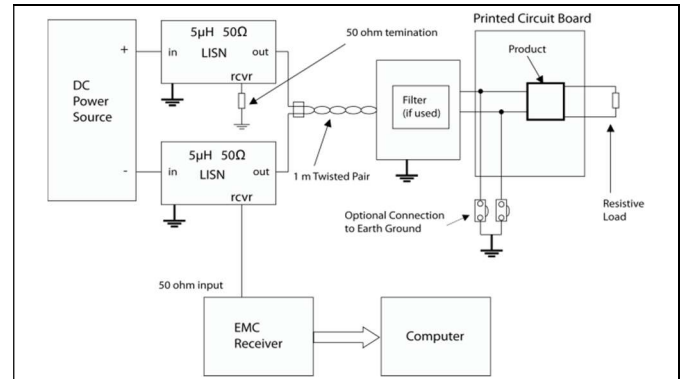 Printed Circuit Board
5µH 50Ω
in LISN out
rcvr
50 ohm temination
Product
+
DC
Power
Source
-
Filter
(if used)
5µH 50Ω
in LISN out
rcvr
1 m Twisted Pair
Optional Connection
to Earth Ground
Resistive
Load
50 ohm input
EMC
Receiver
Computer